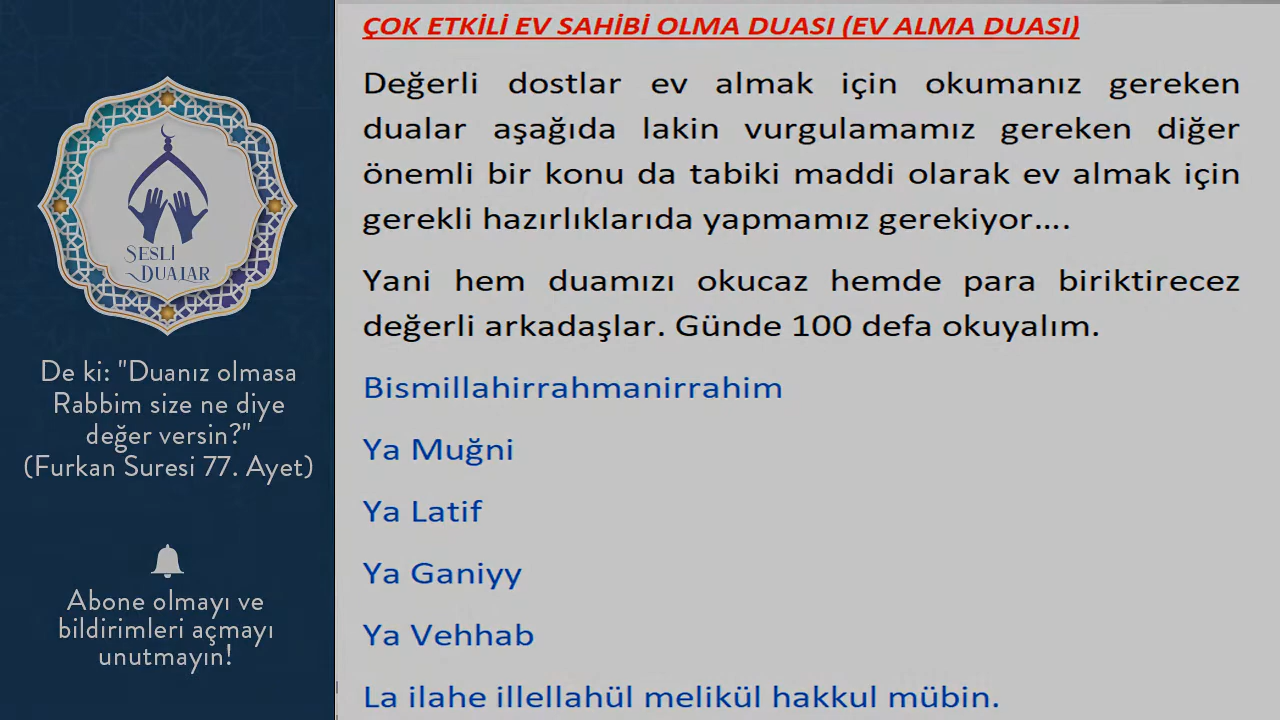 SESLİ
DUALAR
De ki: "Duanız olmasa
Rabbim size ne diye
değer versin?"
(Furkan Suresi 77. Ayet)
Abone olmayı ve
bildirimleri açmayı
unutmayın!
ÇOK ETKİLİ EV SAHİBİ OLMA DUASI (EV ALMA DUASI)
Değerli dostlar ev almak için okumanız gereken
dualar aşağıda lakin vurgulamamız gereken diğer
önemli bir konu da tabiki maddi olarak ev almak için
gerekli hazırlıklarıda yapmamız gerekiyor....
Yani hem duamızı okucaz hemde para biriktirecez
değerli arkadaşlar. Günde 100 defa okuyalım.
Bismillahirrahmanirrahim
Ya Muğni
Ya Latif
Ya Ganiyy
Ya Vehhab
La ilahe illellahül melikül hakkul mübin.